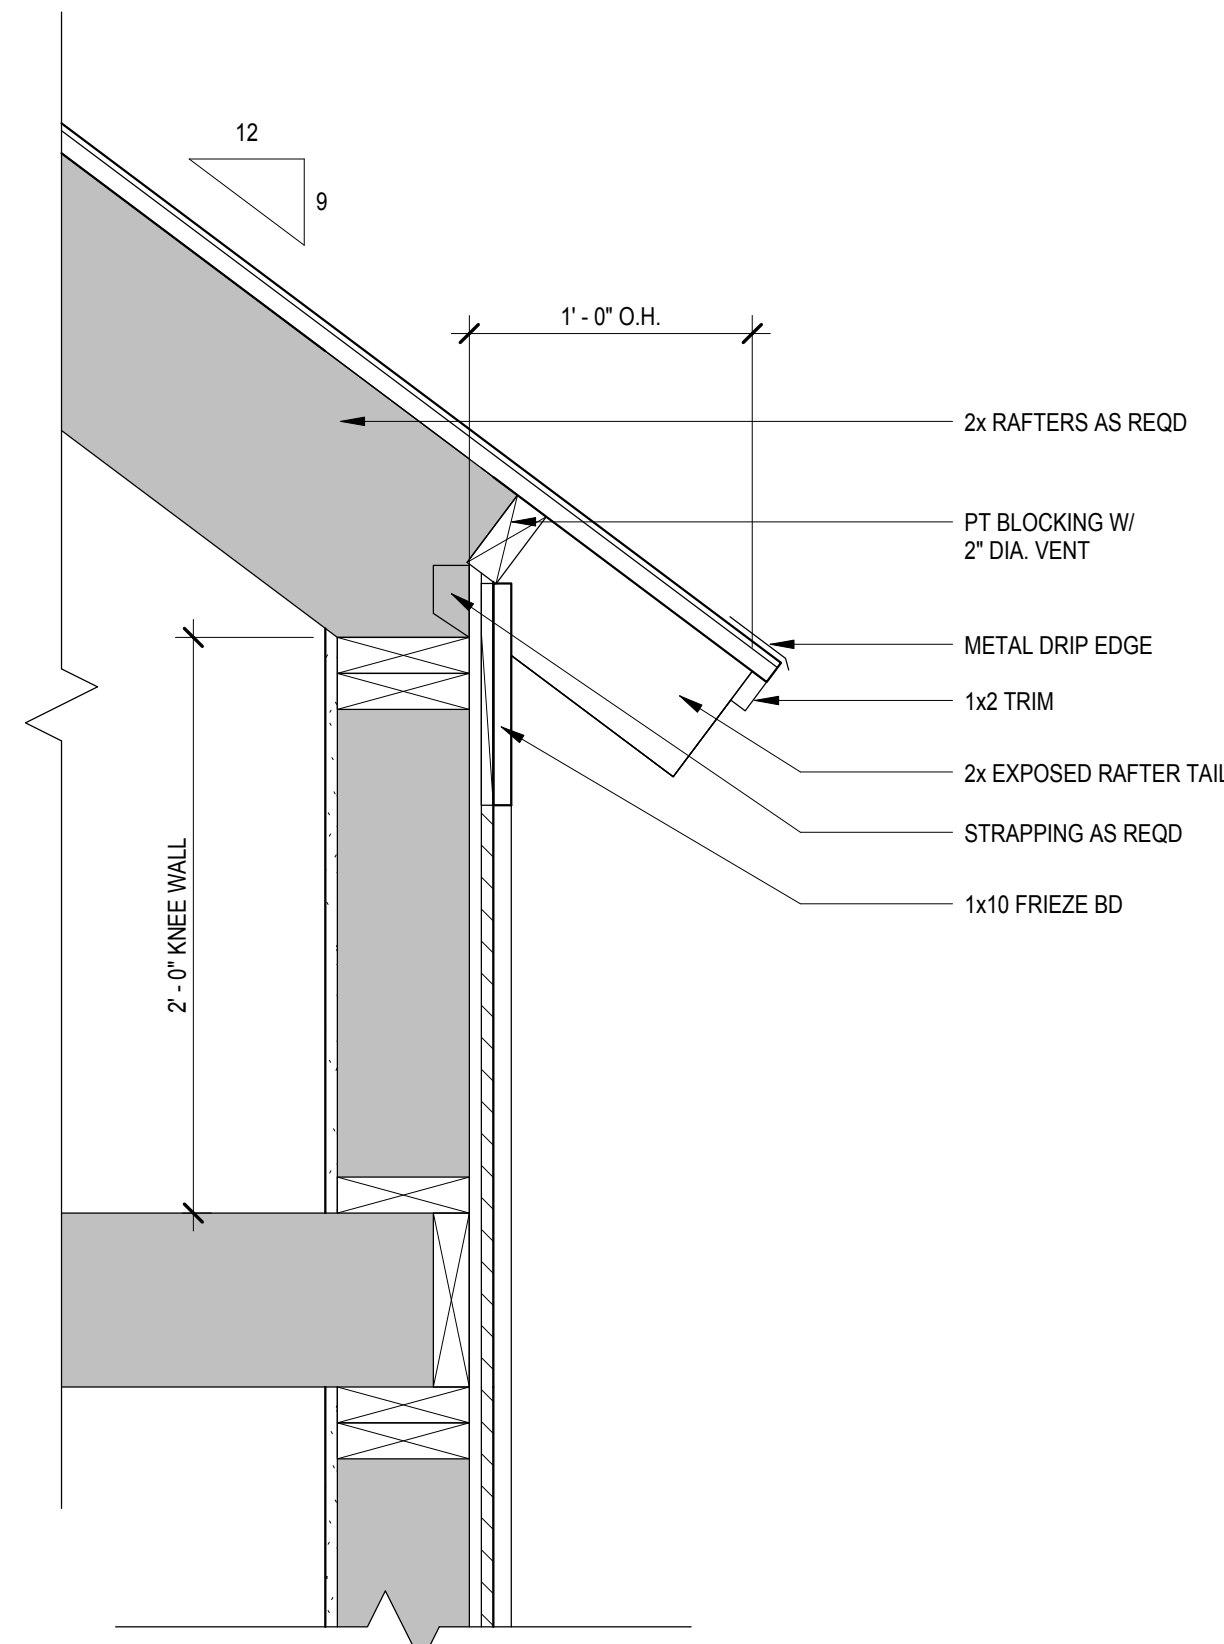 12
9
1' - 0" O.H.
2x RAFTERS AS REQD
PT BLOCKING W/
2" DIA. VENT
METAL DRIP EDGE
1x2 TRIM
2x EXPOSED RAFTER TAIL
STRAPPING AS REQD
1x10 FRIEZE BD
2' - 0" KNEE WALL